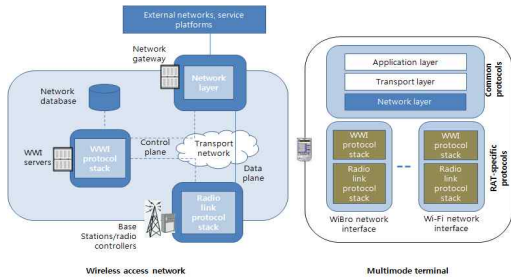 External networks, service
platforms
Network
gateway
Network
layer
Network
database
WWI
servers
WWI
protocol
stack
Control
plane
Transport
network
Data
plane
Radio
link
protocol
stack
Base
Stations/radio
controllers
Wireless access network
Application layer
Transport layer
Network layer
Common
protocols
WWI
protocol
stack
Radio
link
protocol
stack
WiBro network
interface
WWI
protocol
stack
Radio
link
protocol
stack
Wi-Fi network
interface
RAT-specific
protocols
Multimode terminal